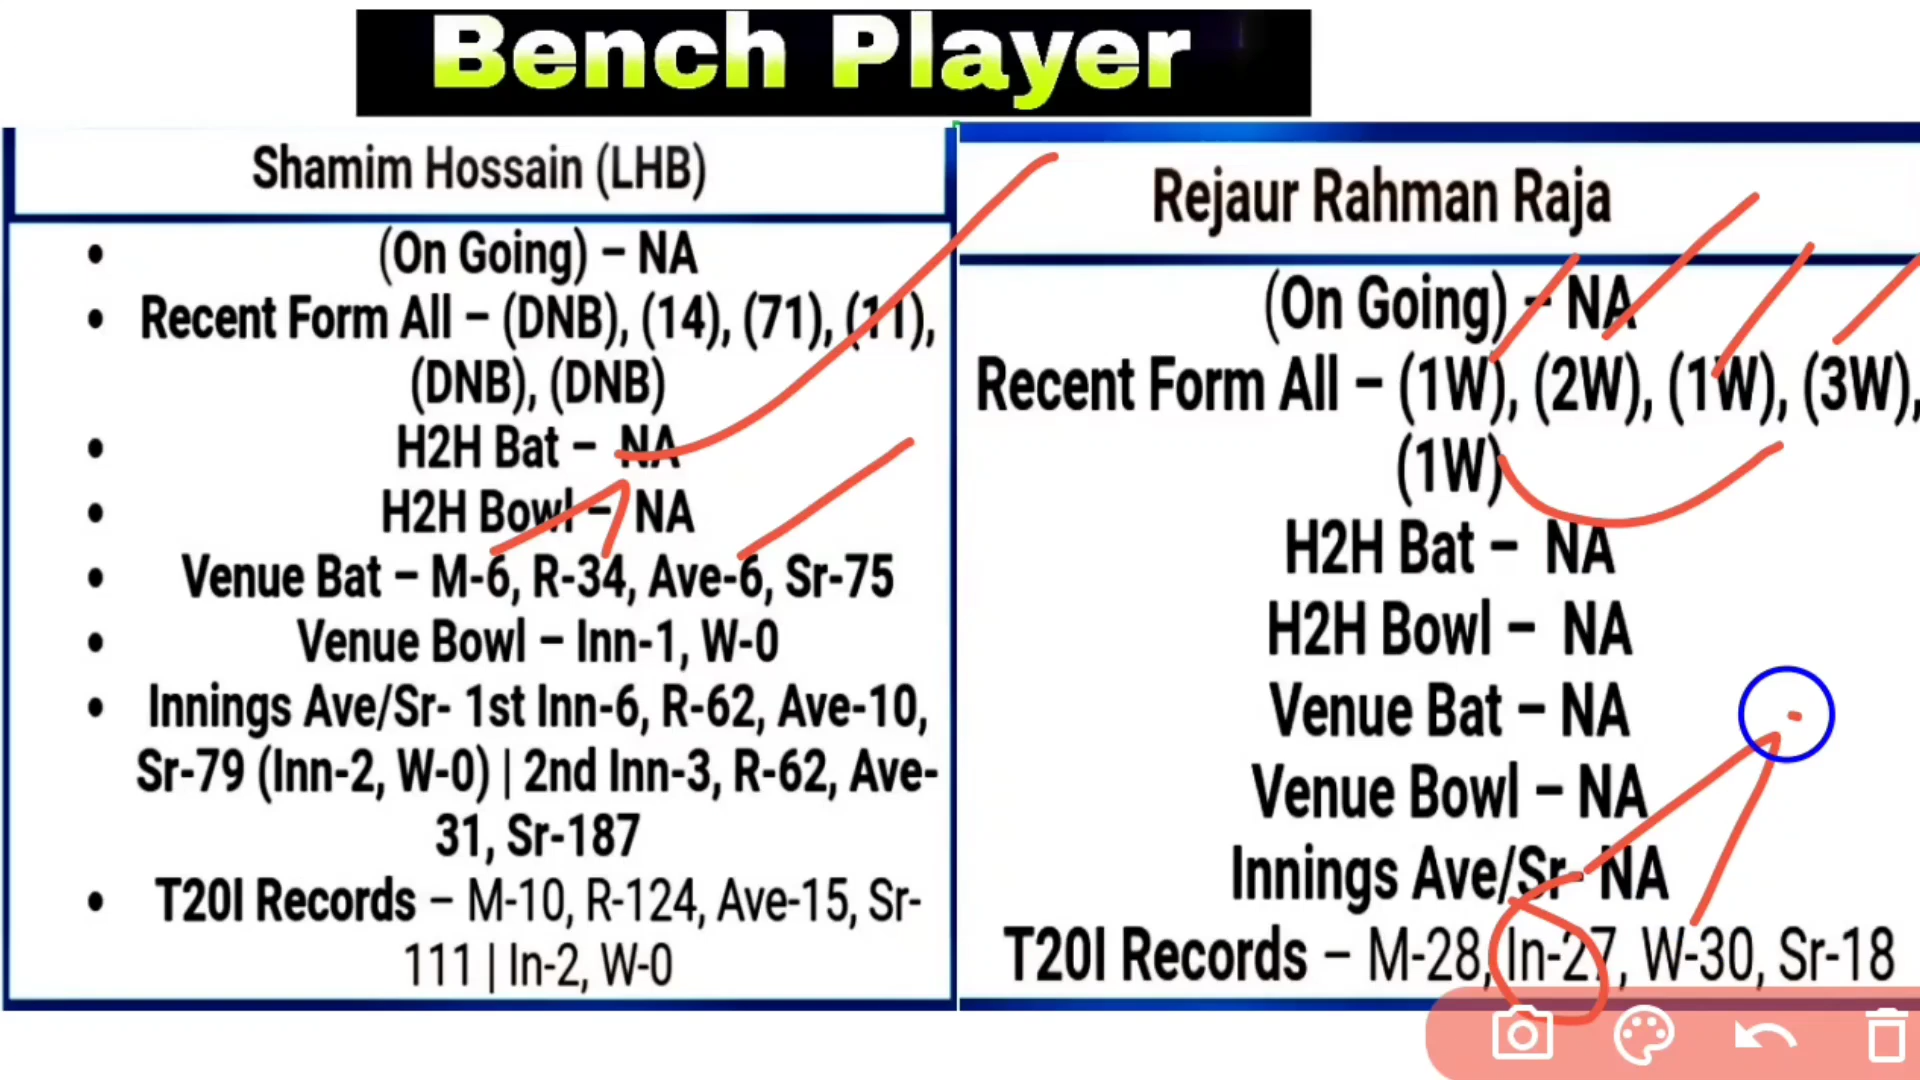 Bench Player
Shamim Hossain (LHB)
• (On Going) – NA
• Recent Form All – (DNB), (14), (71), (11),
(DNB), (DNB)
• H2H Bat – NA
• H2H Bowl – NA
• Venue Bat – M-6, R-34, Ave-6, Sr-75
• Venue Bowl – Inn-1, W-0
• Innings Ave/Sr- 1st Inn-6, R-62, Ave-10,
Sr-79 (Inn-2, W-0) | 2nd Inn-3, R-62, Ave-
31, Sr-187
• T20I Records – M-10, R-124, Ave-15, Sr-
111 | In-2, W-0
Rejaur Rahman Raja
(On Going) – NA
Recent Form All – (1W), (2W), (1W), (3W),
(1W)
H2H Bat – NA
H2H Bowl – NA
Venue Bat – NA
Venue Bowl – NA
Innings Ave/Sr- NA
T20I Records – M-28, In-27, W-30, Sr-18